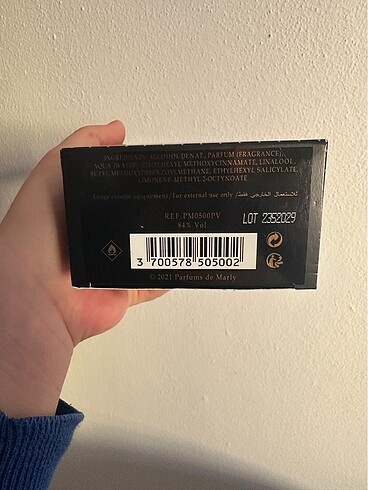 INGREDIENTS: ALCOHOL DENAT., PARFUM (FRAGRANCE),
AQUA (WATER), ETHYLHEXYL METHOXYCINNAMATE, LINALOOL,
BUTYL METHOXYDIBENZOYLMETHANE, ETHYLHEXYL SALICYLATE,
LIMONENE, METHYL 2-OCTYNOATE
Usage externe uniquement / For external use only / للاستعمال الخارجي فقط
REF. PM0500PV
LOT 2352029
84% Vol.
3 700578 505002
© 2021 Parfums de Marly